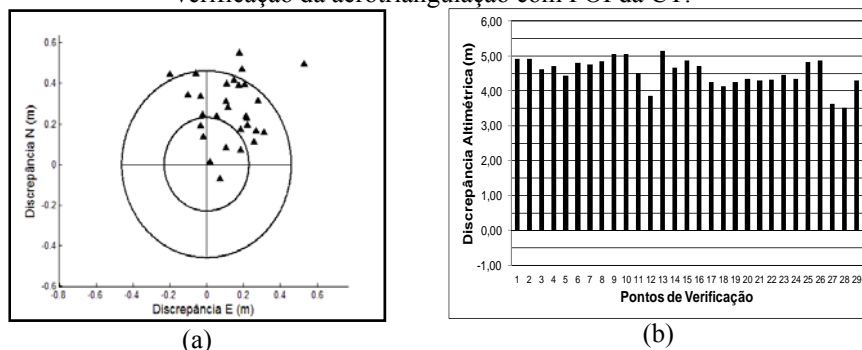 verificação da aerotriangulação com POI da CT.
0.6
0.4
0.2
0
-0.2
-0.4
-0.6
-0.8 -0.6 -0.4 -0.2 0 0.2 0.4 0.6
Discrepância N (m)
Discrepância E (m)
(a)
6,00
5,00
4,00
3,00
2,00
1,00
0,00
-1,00
Discrepância Altimétrica (m)
1 2 3 4 5 6 7 8 9 10 11 12 13 14 15 16 17 18 19 20 21 22 23 24 25 26 27 28 29
Pontos de Verificação
(b)